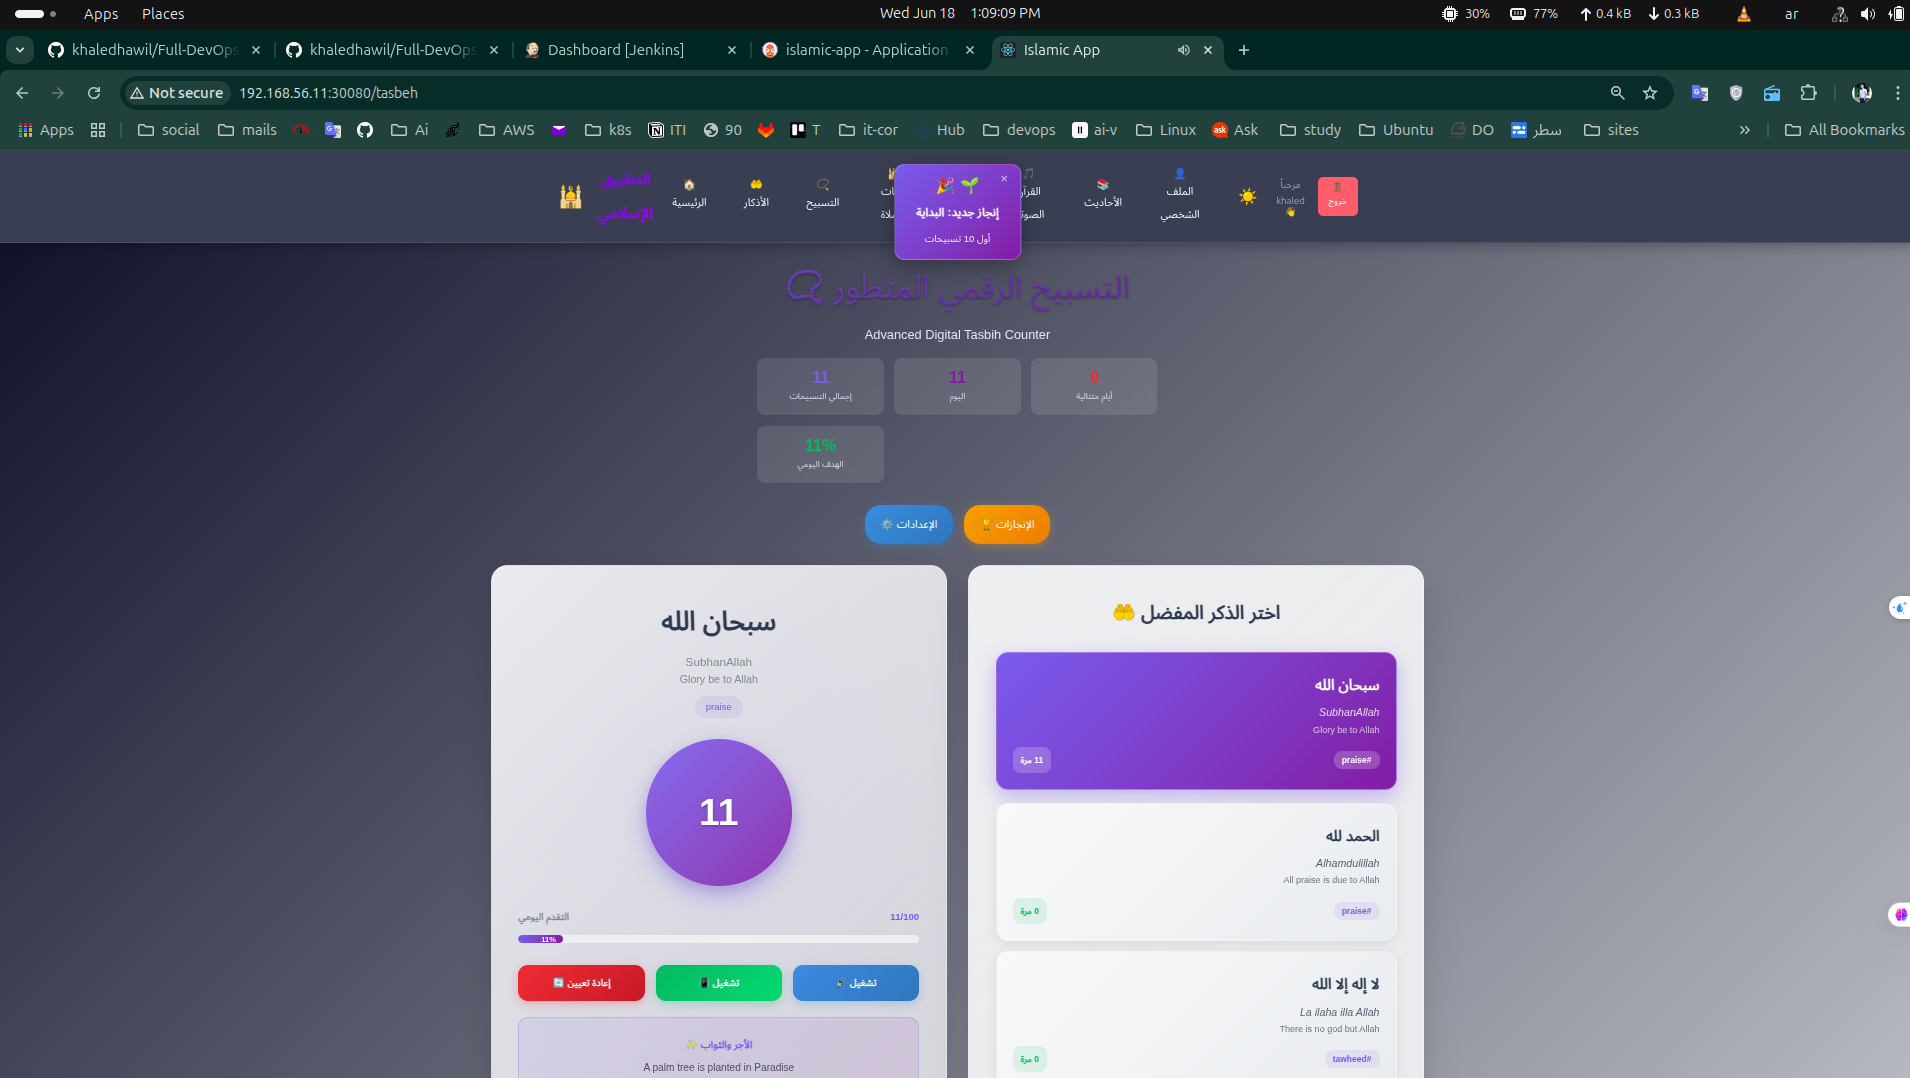 Apps Places
Wed Jun 18 1:09:09 PM
30% 77% 0.4 kB 0.3 kB ar
khaledhawil/Full-DevOps
khaledhawil/Full-DevOps
Dashboard [Jenkins]
islamic-app - Application
Islamic App
Not secure 192.168.56.11:30080/tasbeh
Apps social mails Ai AWS k8s ITI 90 T it-cor Hub devops ai-v Linux Ask study Ubuntu DO سطر sites All Bookmarks
التطبيق
الإسلامي
الرئيسية
الأذكار
التسبيح
الأحاديث
الملف
الشخصي
مرحباً
khaled
خروج
إنجاز جديد: البداية
أول 10 تسبيحات
التسبيح الرقمي المتطور
Advanced Digital Tasbih Counter
11
إجمالي التسبيحات
11
اليوم
0
أيام متتالية
11%
الهدف اليومي
الإعدادات
الإنجازات
سبحان الله
SubhanAllah
Glory be to Allah
praise
11
التقدم اليومي
11/100
11%
إعادة تعيين
تشغيل
تشغيل
الأجر والثواب
A palm tree is planted in Paradise
اختر الذكر المفضل
سبحان الله
SubhanAllah
Glory be to Allah
11 مرة
praise#
الحمد لله
Alhamdulillah
All praise is due to Allah
0 مرة
praise#
لا إله إلا الله
La ilaha illa Allah
There is no god but Allah
0 مرة
tawheed#